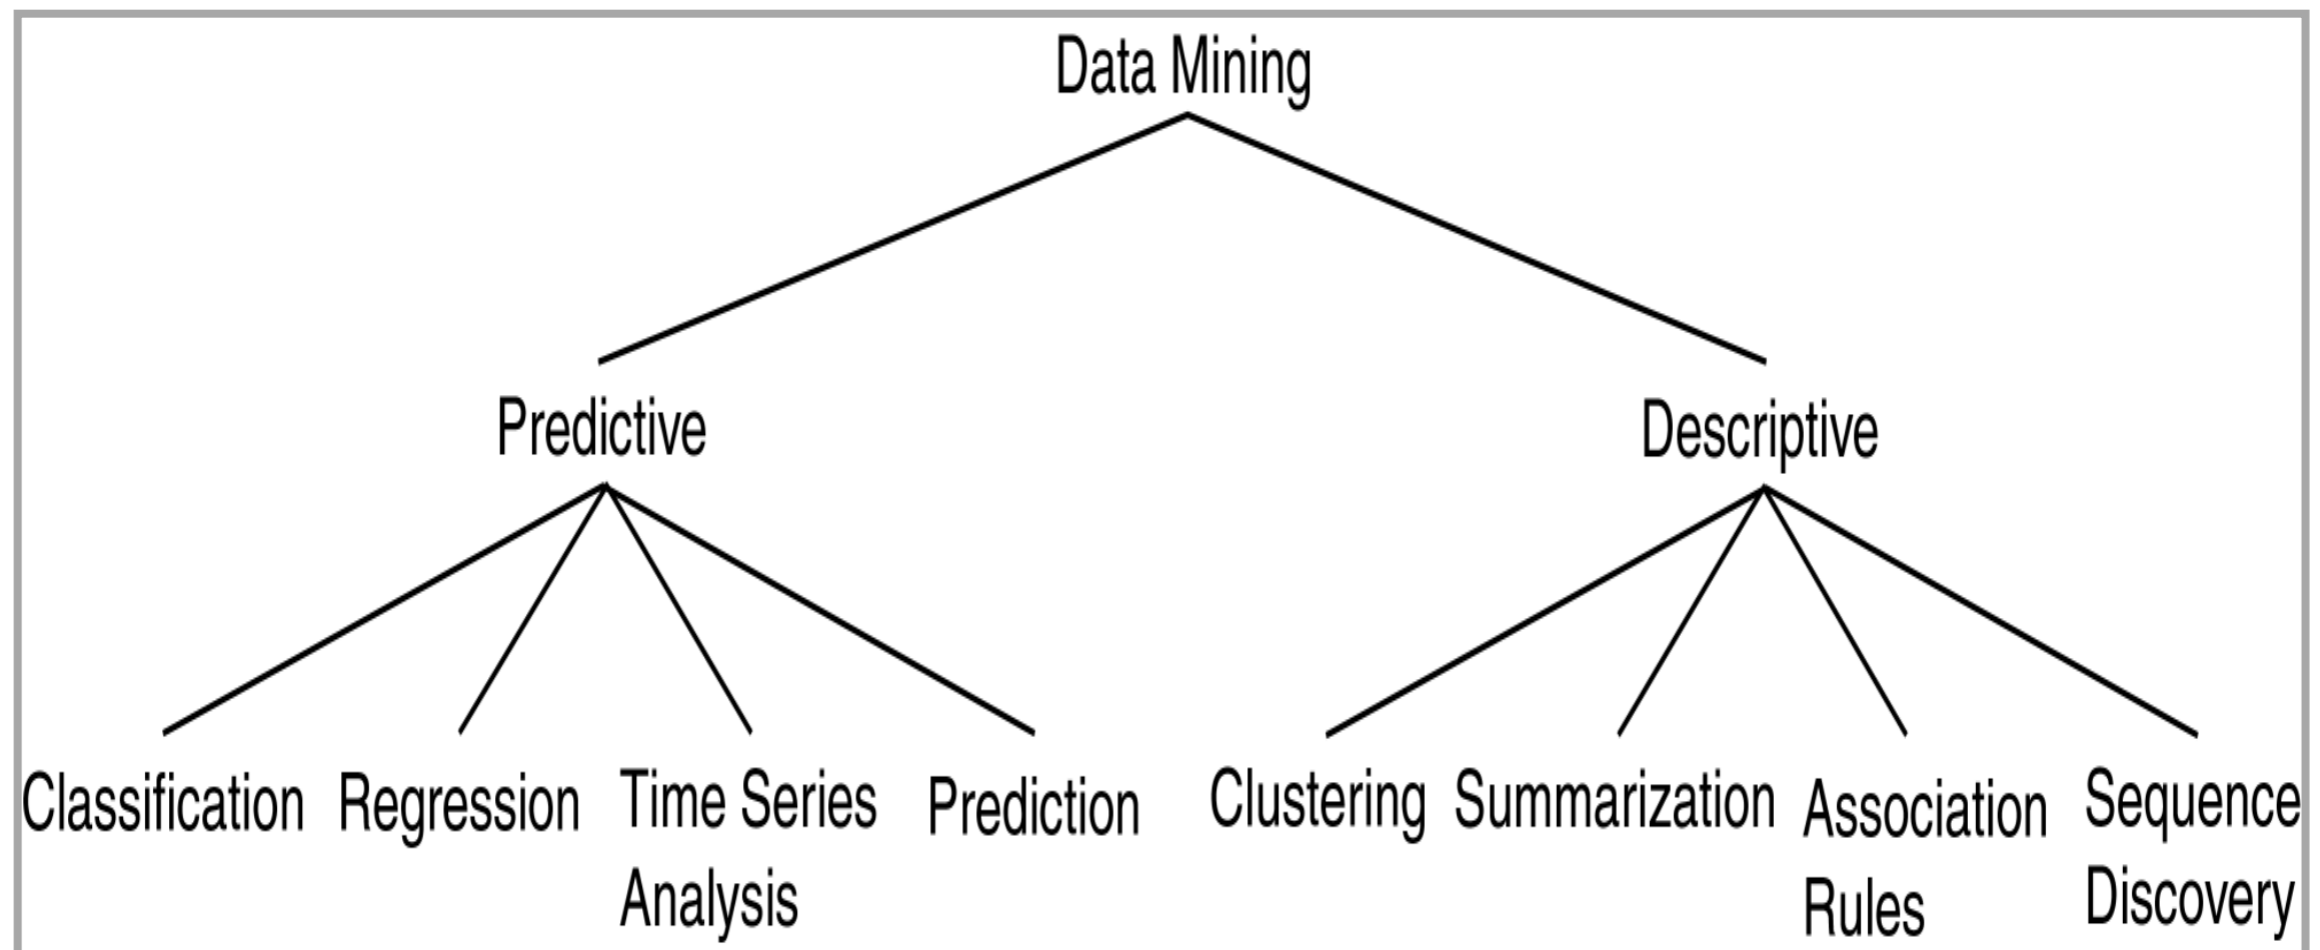 Data Mining
Predictive
Descriptive
Classification
Regression
Time Series
Analysis
Prediction
Clustering
Summarization
Association
Rules
Sequence
Discovery